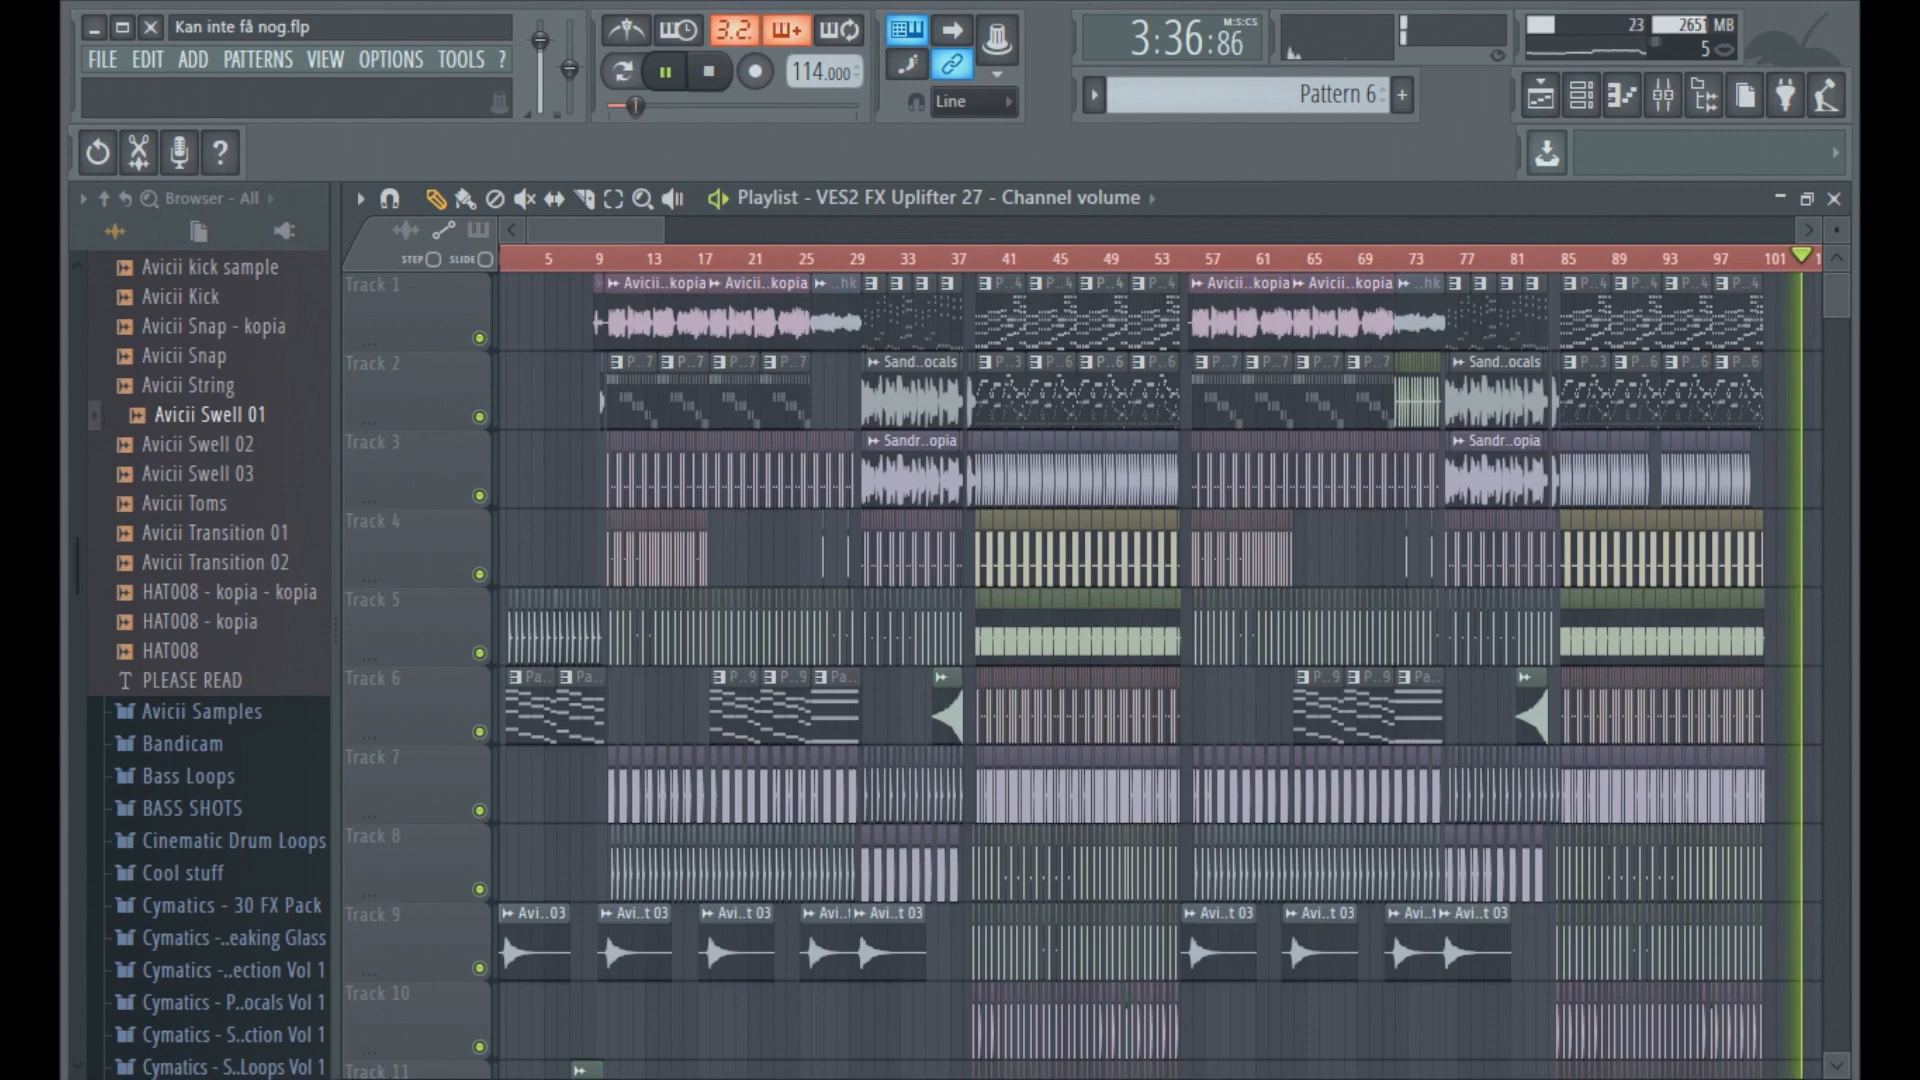 Kan inte få nog.flp
FILE EDIT ADD PATTERNS VIEW OPTIONS TOOLS ?
3.2.
114.000
Line
3:36:86
M:S:CS
Pattern 6
23
2651 MB
5
?
Browser - All
Playlist - VES2 FX Uplifter 27 - Channel volume
STEP SLIDE
5 9 13 17 21 25 29 33 37 41 45 49 53 57 61 65 69 73 77 81 85 89 93 97 101 1
Avicii kick sample
Avicii Kick
Avicii Snap - kopia
Avicii Snap
Avicii String
Avicii Swell 01
Avicii Swell 02
Avicii Swell 03
Avicii Toms
Avicii Transition 01
Avicii Transition 02
HAT008 - kopia - kopia
HAT008 - kopia
HAT008
PLEASE READ
Avicii Samples
Bandicam
Bass Loops
BASS SHOTS
Cinematic Drum Loops
Cool stuff
Cymatics - 30 FX Pack
Cymatics -..eaking Glass
Cymatics -..ection Vol 1
Cymatics - P..ocals Vol 1
Cymatics - S..ction Vol 1
Cymatics - S..Loops Vol 1
Track 1
Avicii..kopia Avicii..kopia ..hk P..4 P..4 P..4 P..4 Avicii..kopia Avicii..kopia ..hk P..4 P..4 P..4 P..4
Track 2
P..7 P..7 P..7 P..7 Sand..ocals P..3 P..6 P..6 P..6 P..7 P..7 P..7 P..7 Sand..ocals P..3 P..6 P..6 P..6
Track 3
Sandr..opia Sandr..opia
Track 4
Track 5
Track 6
Pa.. Pa.. P..9 P..9 Pa.. P..9 P..9 Pa..
Track 7
Track 8
Track 9
Avi..03 Avi..t 03 Avi..t 03 Avi..t Avi..t 03 Avi..t 03 Avi..t 03 Avi..t Avi..t 03
Track 10
Track 11